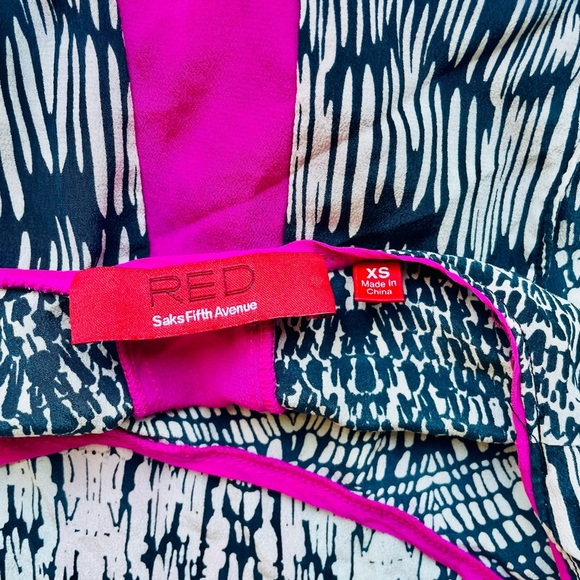 RED
Saks Fifth Avenue
XS
Made In
China